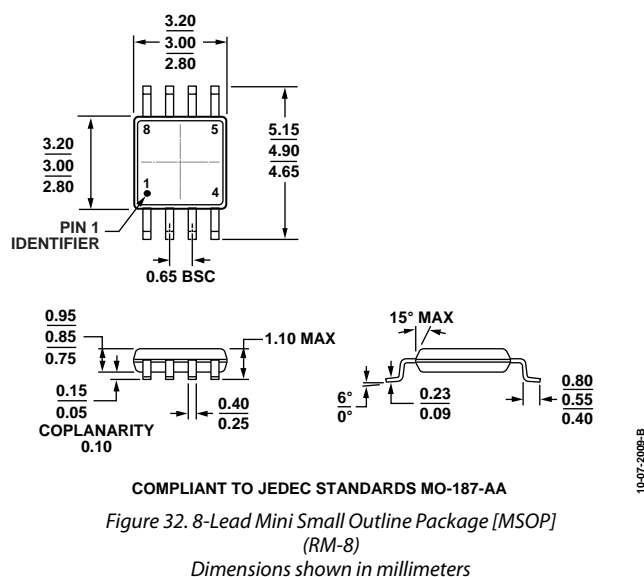 3.20
3.00
2.80
8
5
3.20
3.00
2.80
5.15
4.90
4.65
1
4
PIN 1
IDENTIFIER
0.65 BSC
0.95
0.85
0.75
1.10 MAX
15° MAX
0.15
0.05
COPLANARITY
0.10
0.40
0.25
6°
0°
0.23
0.09
0.80
0.55
0.40
COMPLIANT TO JEDEC STANDARDS MO-187-AA
10-07-2009-B
Figure 32. 8-Lead Mini Small Outline Package [MSOP]
(RM-8)
Dimensions shown in millimeters